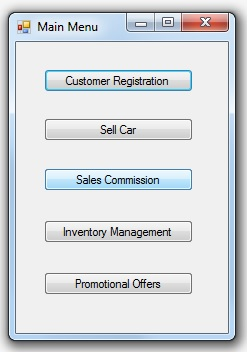 Main Menu
Customer Registration
Sell Car
Sales Commission
Inventory Management
Promotional Offers